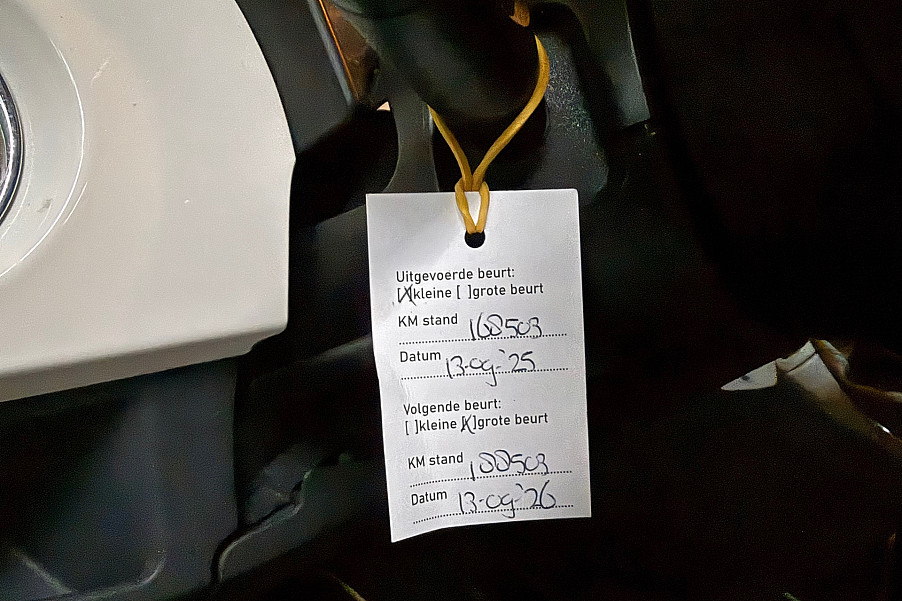 Uitgevoerde beurt:
[X]kleine [ ]grote beurt
KM stand 168503
Datum 13-09-'25
Volgende beurt:
[ ]kleine [X]grote beurt
KM stand 188503
Datum 13-09-'26